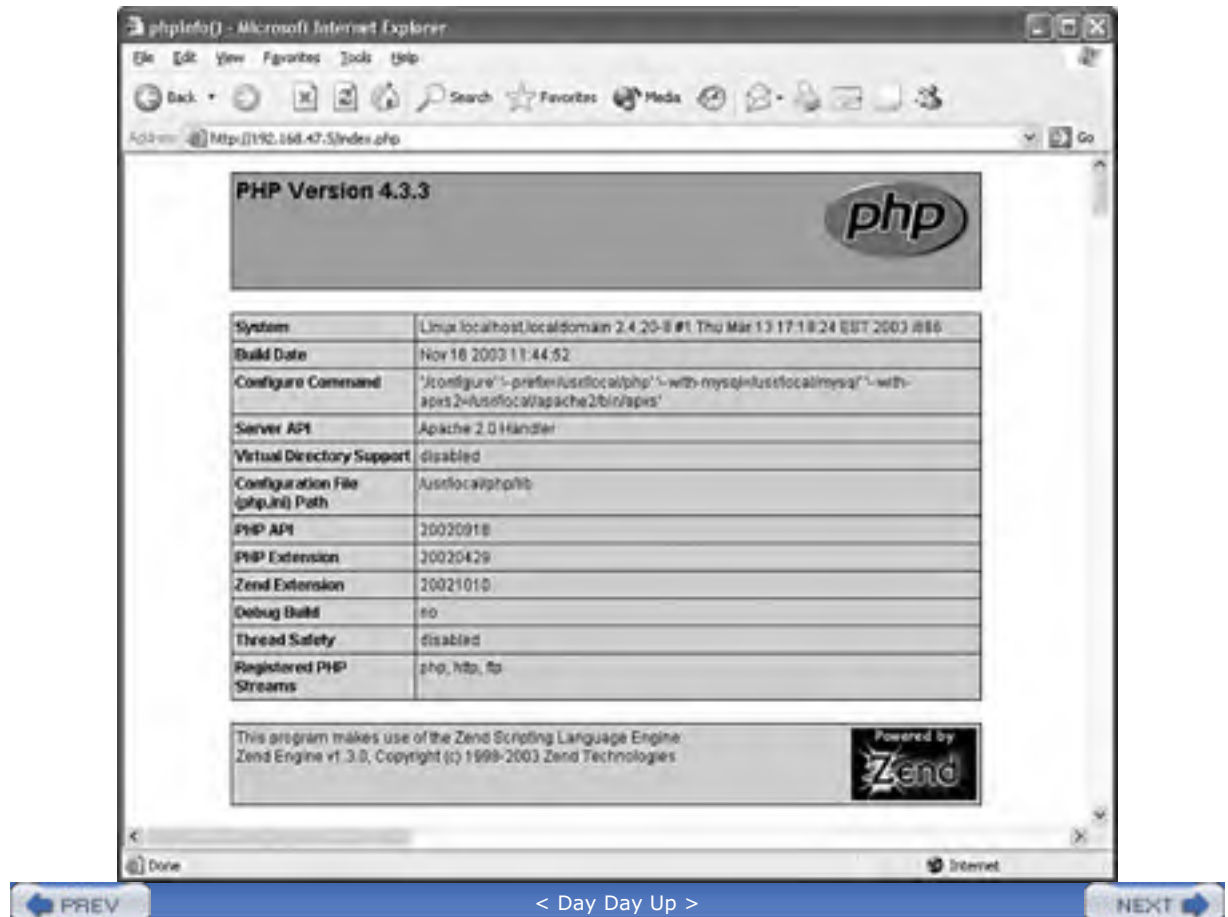 phpinfo() - Microsoft Internet Explorer
File Edit View Favorites Tools Help
Back Search Favorites Media
Address http://192.168.47.5/index.php Go
PHP Version 4.3.3
php
System Linux localhost.localdomain 2.4.20-8 #1 Thu Mar 13 17:18:24 EST 2003 i686
Build Date Nov 16 2003 11:44:52
Configure Command './configure' '--prefix=/usr/local/php' '--with-mysql=/usr/local/mysql' '--with-
apxs2=/usr/local/apache2/bin/apxs'
Server API Apache 2.0 Handler
Virtual Directory Support disabled
Configuration File /usr/local/php/lib
(php.ini) Path
PHP API 20020918
PHP Extension 20020429
Zend Extension 20021010
Debug Build no
Thread Safety disabled
Registered PHP php, http, ftp
Streams
This program makes use of the Zend Scripting Language Engine:
Zend Engine v1.3.0, Copyright (c) 1998-2003 Zend Technologies
Powered by
Zend
Done Internet
PREV < Day Day Up > NEXT